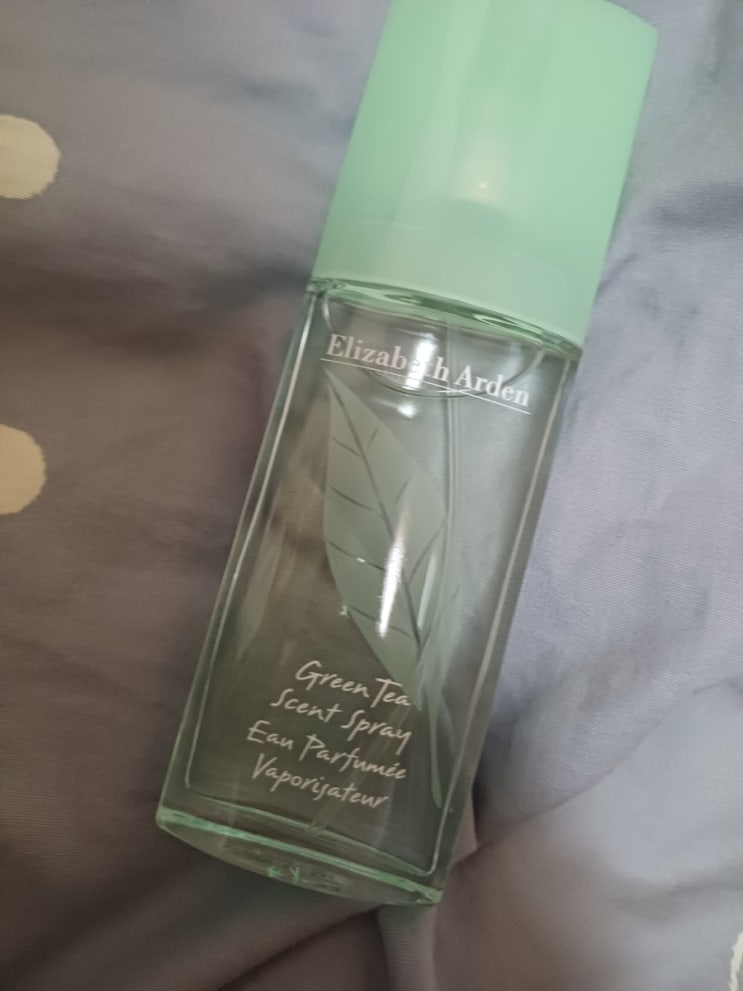 Elizabeth Arden
Green Tea
Scent Spray
Eau Parfumée
Vaporisateur